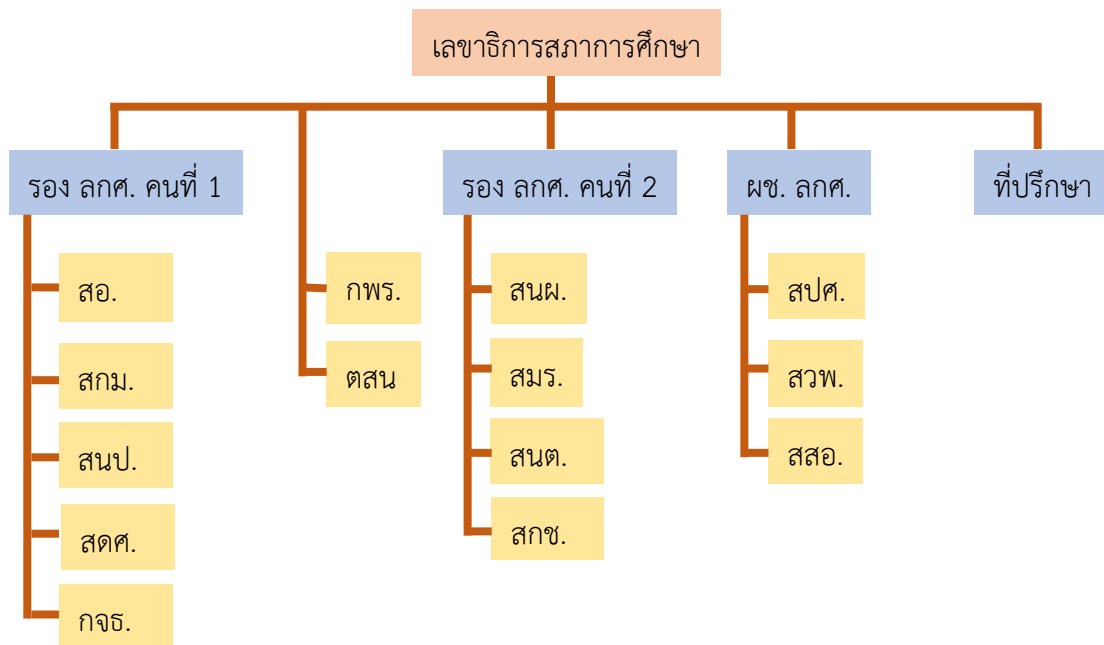 เลขาธิการสภาการศึกษา
รอง ลกศ. คนที่ 1
รอง ลกศ. คนที่ 2
ผช. ลกศ.
ที่ปรึกษา
สอ.
สกม.
สนป.
สดศ.
กจธ.
กพร.
ตสน
สนผ.
สมร.
สนต.
สกช.
สปศ.
สวพ.
สสอ.